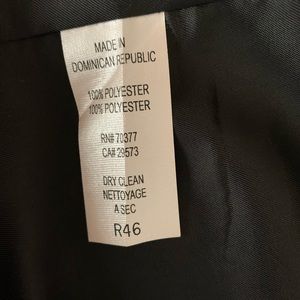 MADE IN
DOMINICAN REPUBLIC
100% POLYESTER
100% POLYESTER
RN# 70377
CA# 29573
DRY CLEAN
NETTOYAGE
A SEC
R46